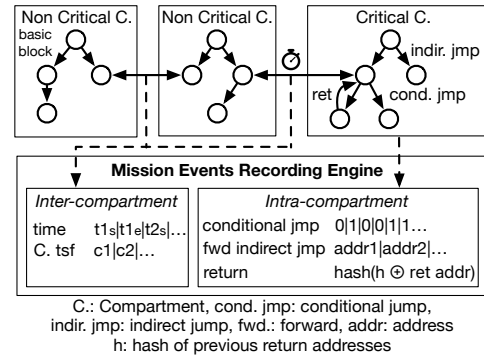 Non Critical C.
Non Critical C.
Critical C.
basic
block
indir. jmp
ret
cond. jmp
Mission Events Recording Engine
Inter-compartment
time t1s|t1e|t2s|...
C. tsf c1|c2|...
Intra-compartment
conditional jmp 0|1|0|0|1|1...
fwd indirect jmp addr1|addr2|...
return hash(h ⊕ ret addr)
C.: Compartment, cond. jmp: conditional jump,
indir. jmp: indirect jump, fwd.: forward, addr: address
h: hash of previous return addresses